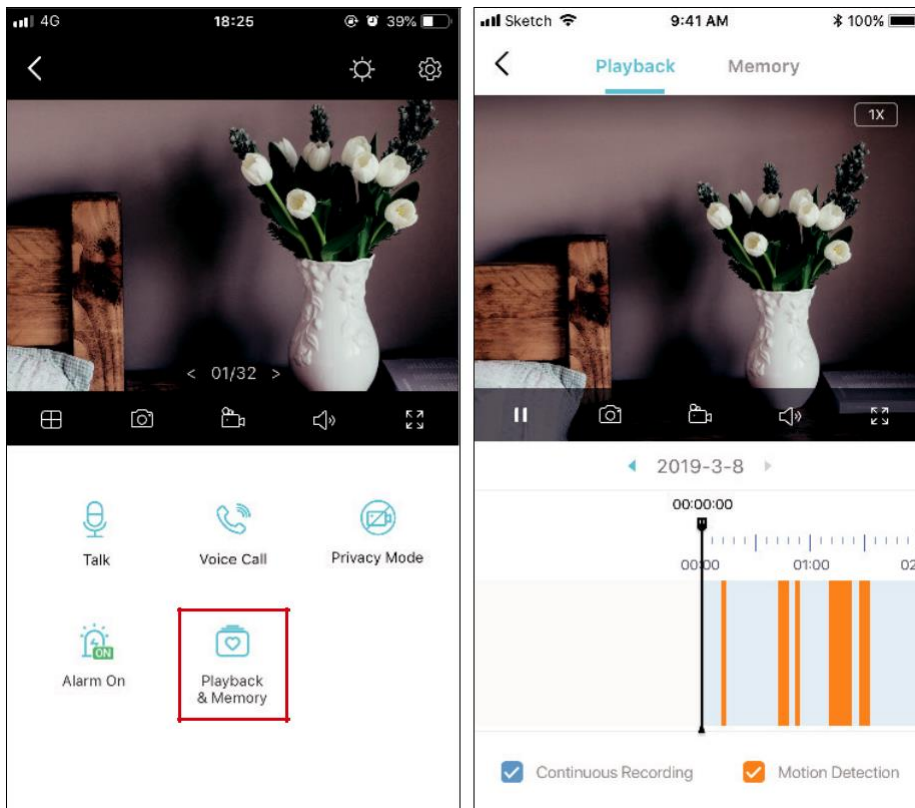 4G 18:25 39%
01/32
Talk
Voice Call
Privacy Mode
ON
Alarm On
Playback
& Memory
Sketch 9:41 AM 100%
Playback Memory
1X
2019-3-8
00:00:00
00:00 01:00 02
Continuous Recording Motion Detection